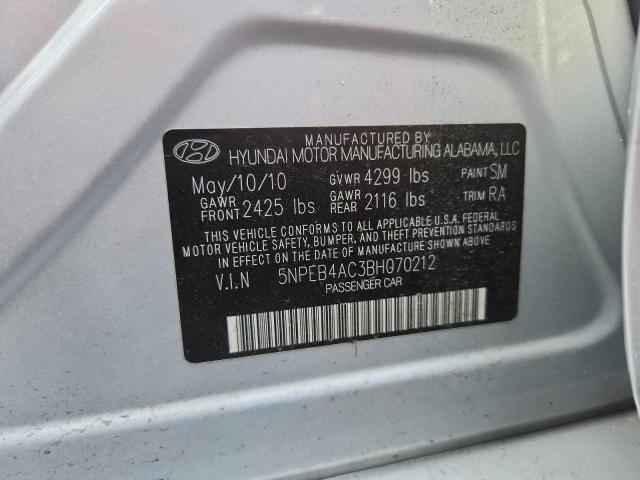 MANUFACTURED BY
HYUNDAI MOTOR MANUFACTURING ALABAMA, LLC
May/10/10 GVWR 4299 lbs PAINT SM
GAWR FRONT 2425 lbs GAWR REAR 2116 lbs TRIM RA
THIS VEHICLE CONFORMS TO ALL APPLICABLE U.S.A. FEDERAL
MOTOR VEHICLE SAFETY, BUMPER, AND THEFT PREVENTION STANDARDS
IN EFFECT ON THE DATE OF MANUFACTURE SHOWN ABOVE.
V.I.N 5NPEB4AC3BH070212
PASSENGER CAR